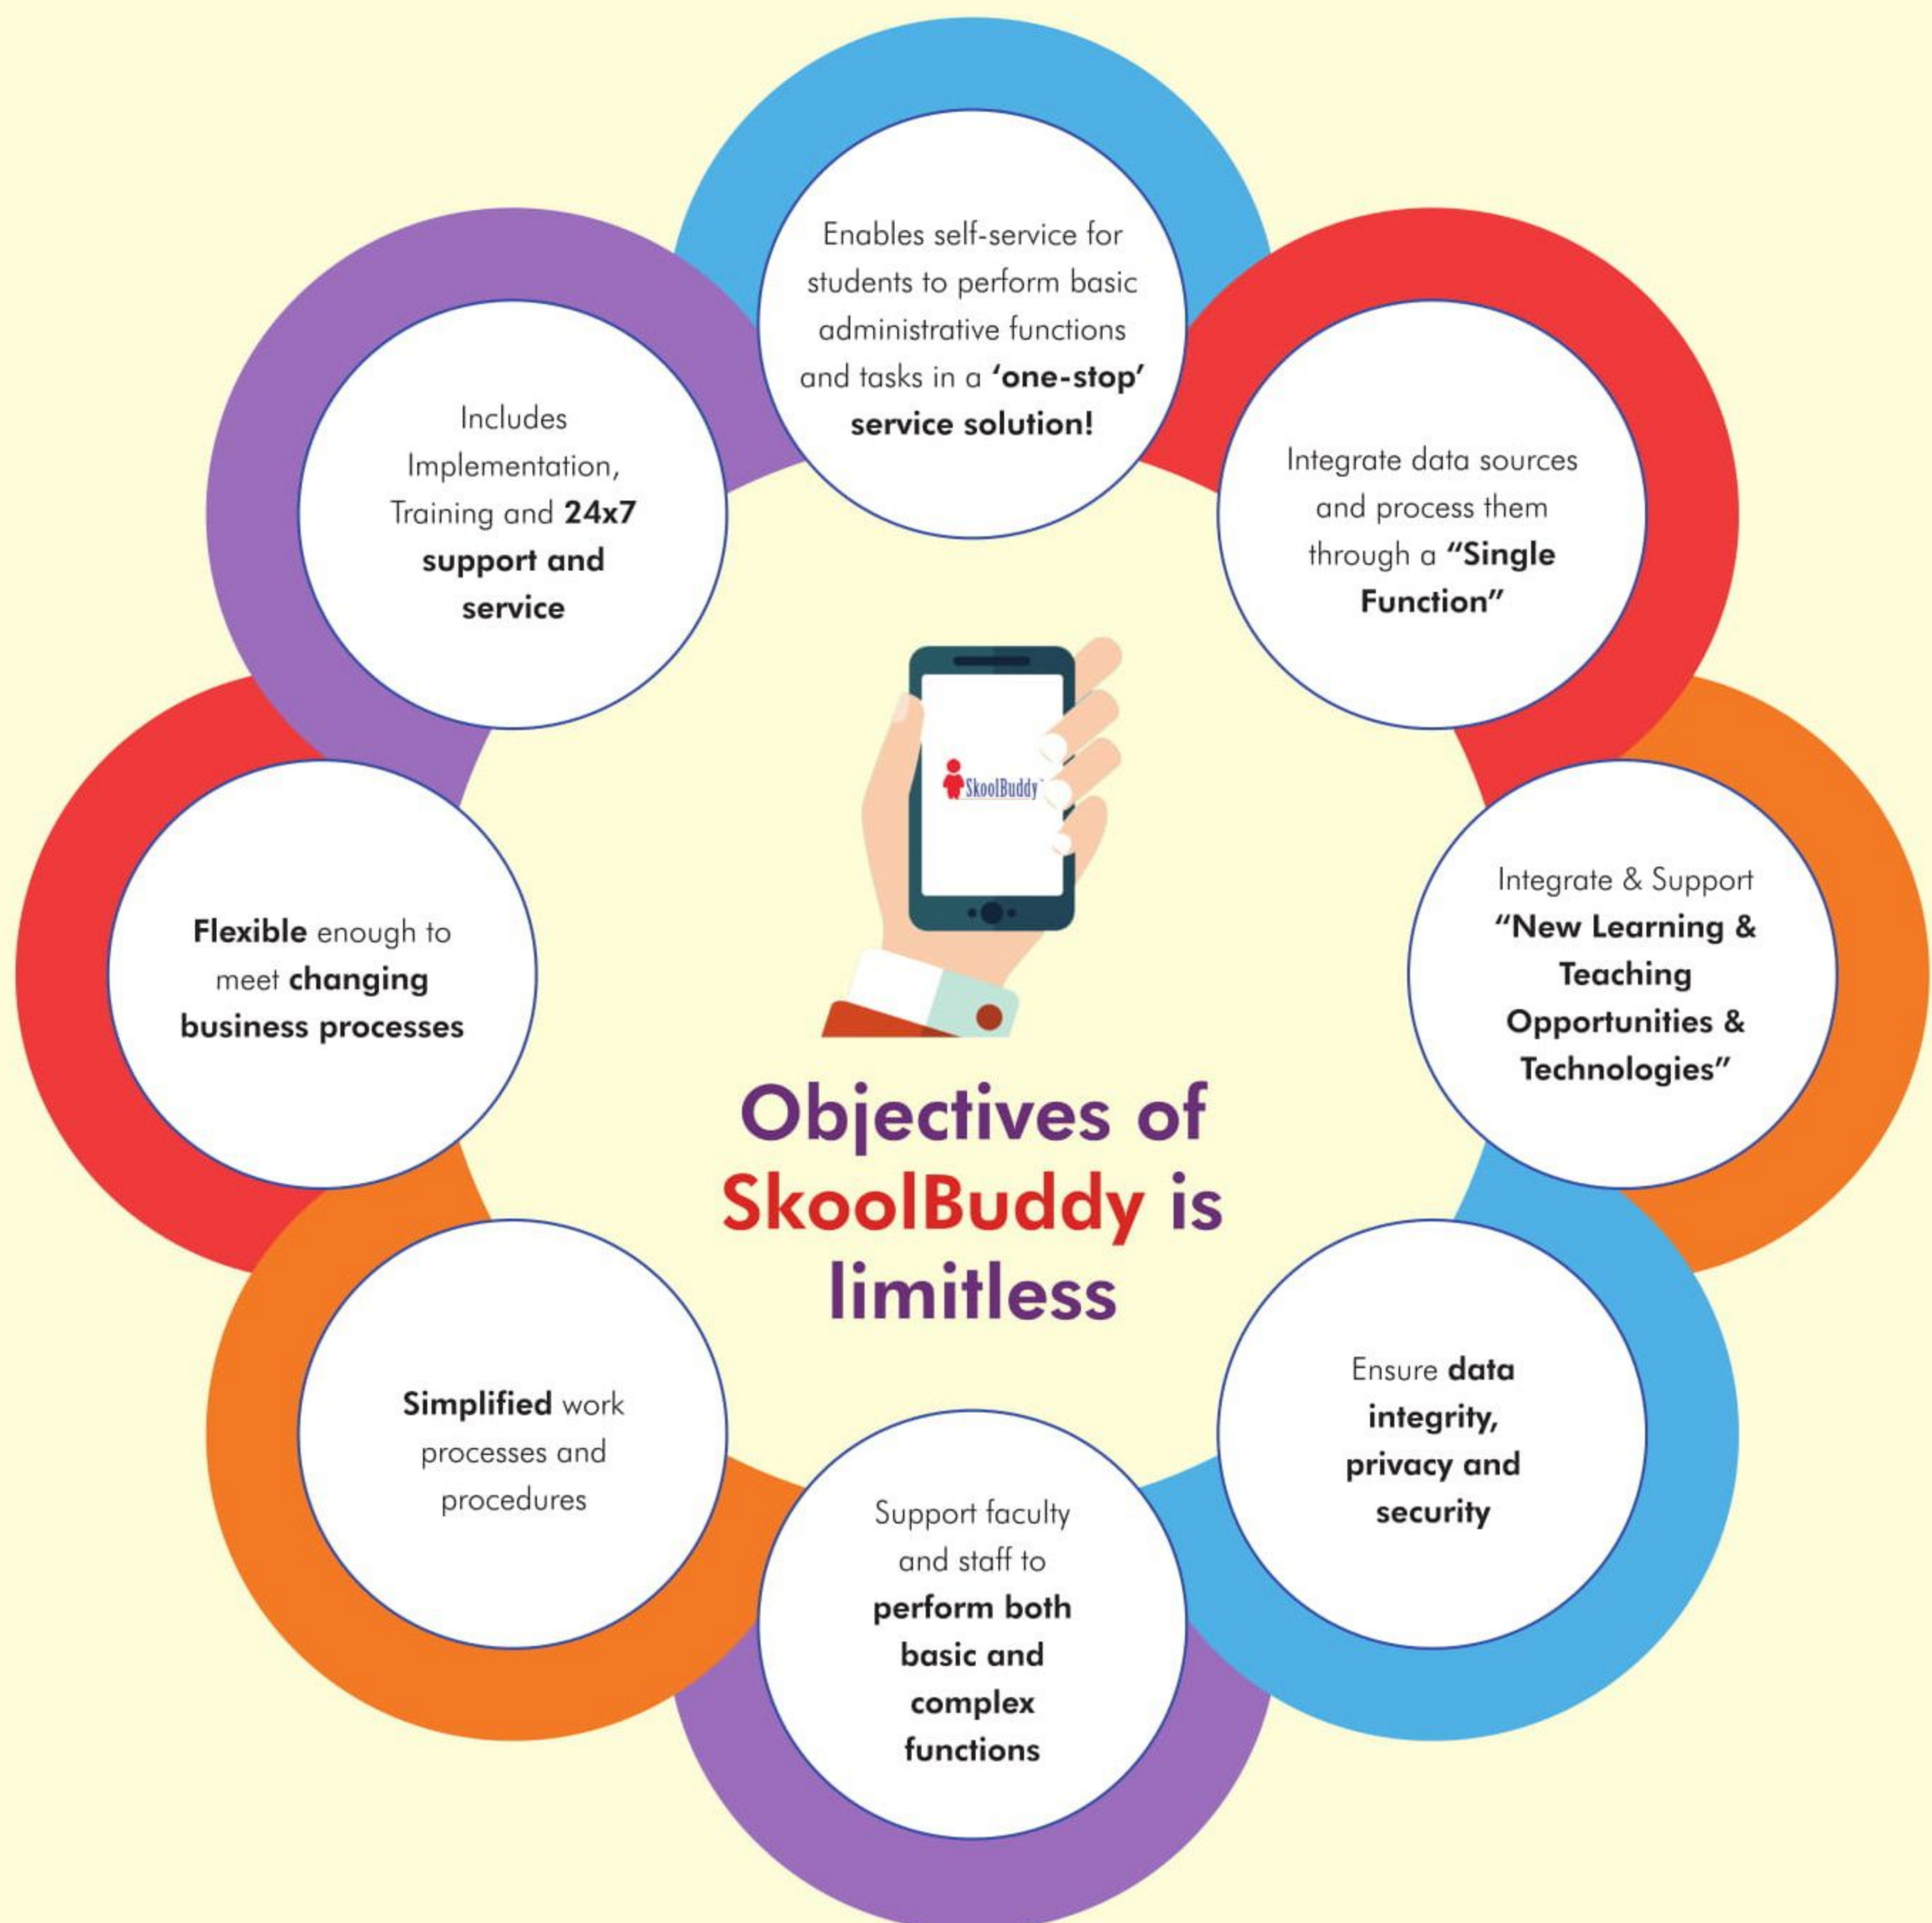 Enables self-service for
students to perform basic
administrative functions
and tasks in a ‘one-stop’
service solution!
Integrate data sources
and process them
through a “Single
Function”
Integrate & Support
“New Learning &
Teaching
Opportunities &
Technologies”
Ensure data
integrity,
privacy and
security
Support faculty
and staff to
perform both
basic and
complex
functions
Simplified work
processes and
procedures
Flexible enough to
meet changing
business processes
Includes
Implementation,
Training and 24x7
support and
service
SkoolBuddy
Objectives of
SkoolBuddy is
limitless